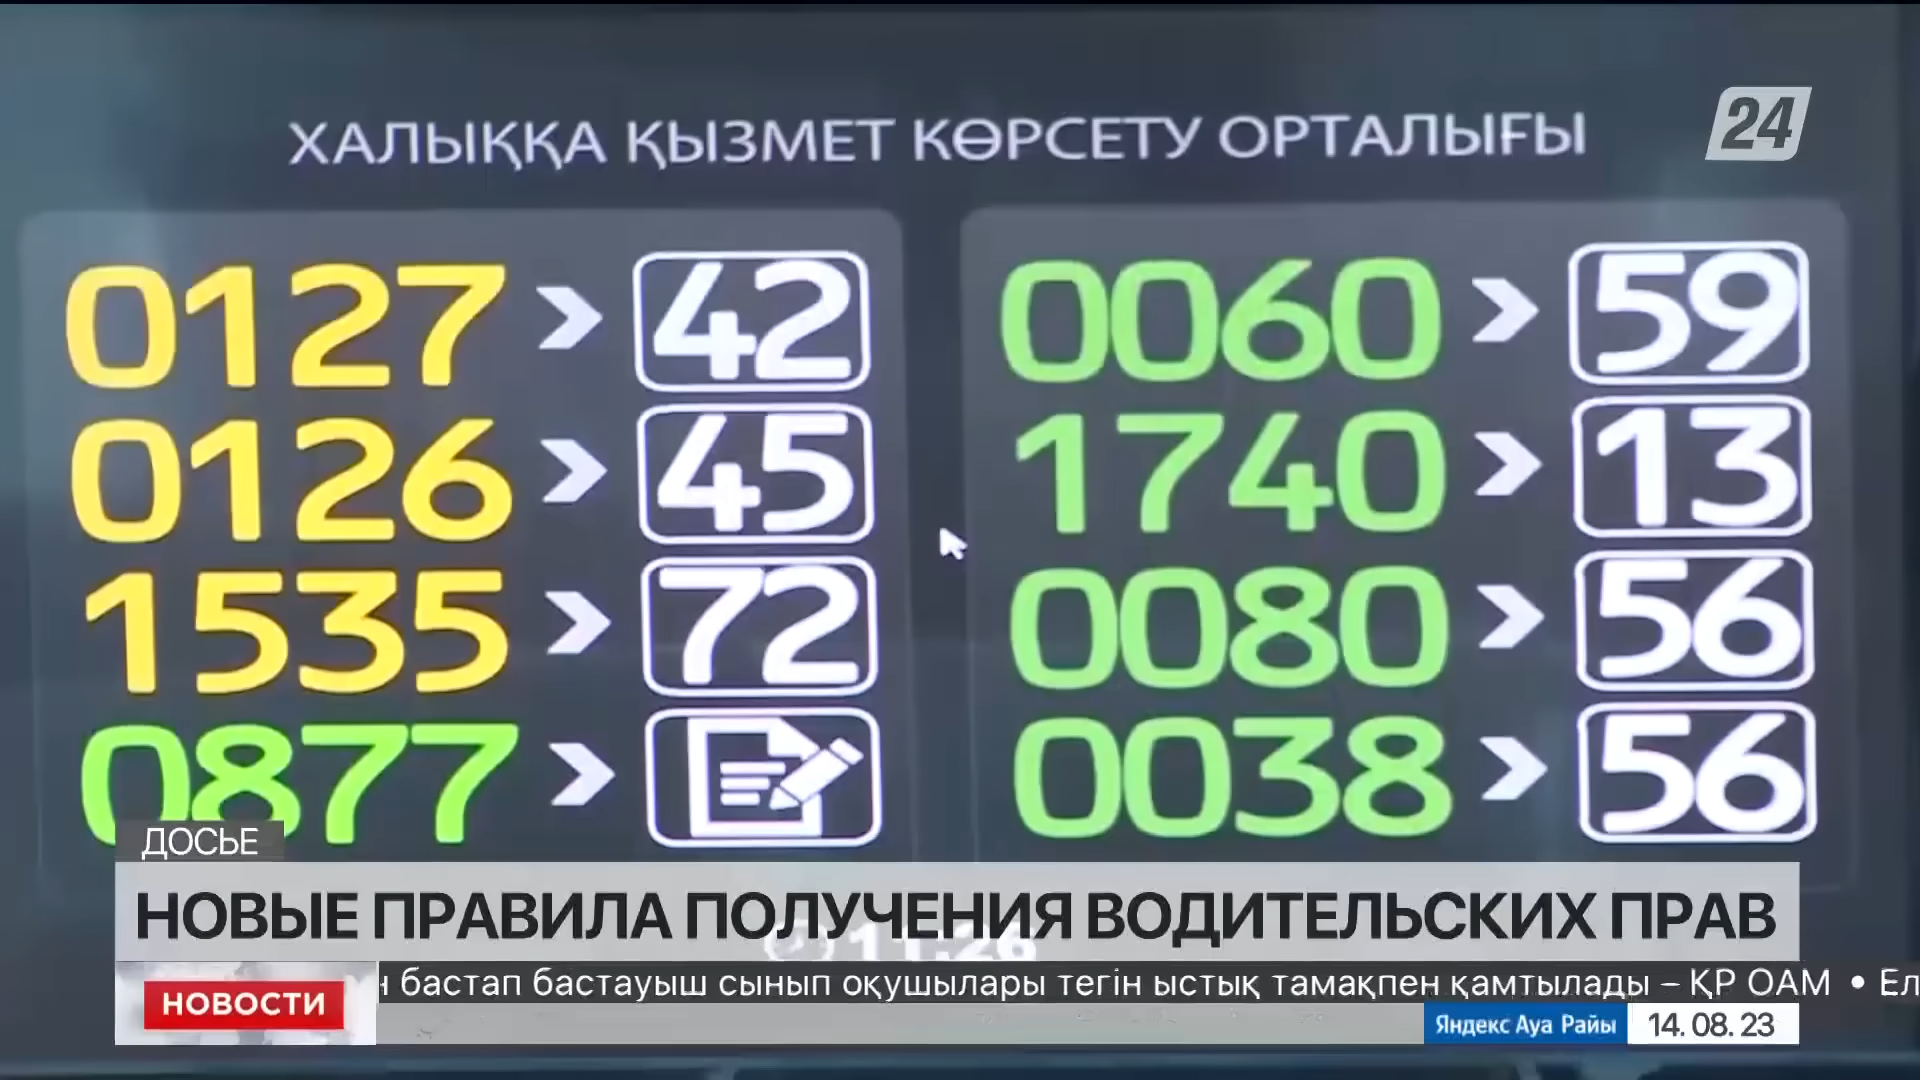 24
ХАЛЫҚҚА ҚЫЗМЕТ КӨРСЕТУ ОРТАЛЫҒЫ
0127 > 42
0126 > 45
1535 > 72
0877 >
0060 > 59
1740 > 13
0080 > 56
0038 > 56
ДОСЬЕ
НОВЫЕ ПРАВИЛА ПОЛУЧЕНИЯ ВОДИТЕЛЬСКИХ ПРАВ
11:26
НОВОСТИ
бастап бастауыш сынып оқушылары тегін ыстық тамақпен қамтылады – ҚР ОАМ • Ел
Яндекс Ауа Райы 14. 08. 23